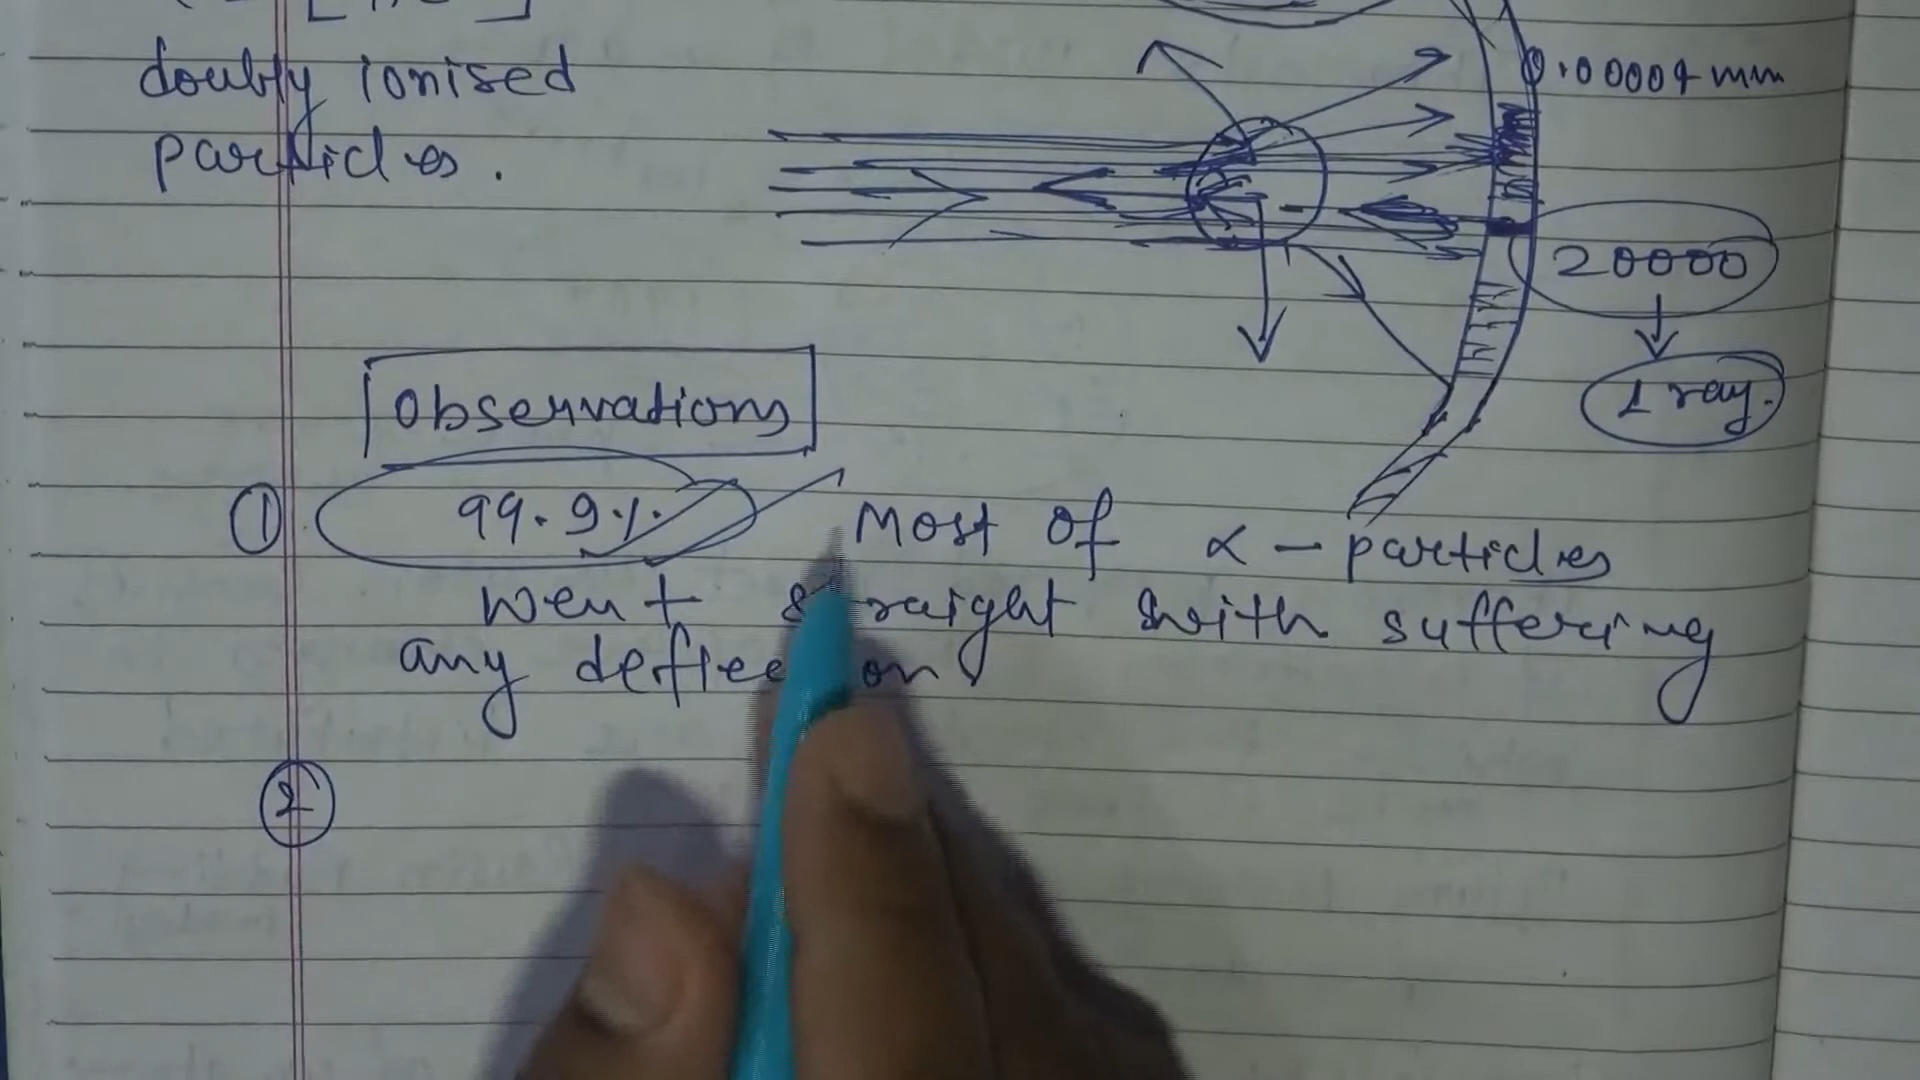 doubly ionised
particles.
0.00004 mm
20000
1 ray.
Observations
① 99.9% Most of α - particles
went straight with suffering
any deflection
②